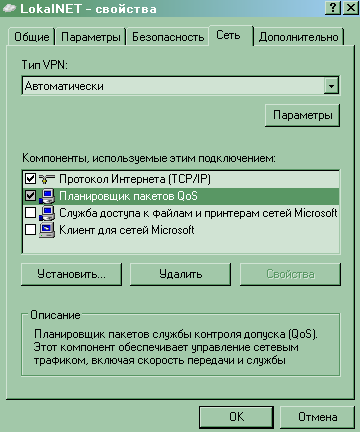 LokalNET - свойства
Общие Параметры Безопасность Сеть Дополнительно
Тип VPN:
Автоматически
Параметры
Компоненты, используемые этим подключением:
Протокол Интернета (TCP/IP)
Планировщик пакетов QoS
Служба доступа к файлам и принтерам сетей Microsoft
Клиент для сетей Microsoft
Установить... Удалить Свойства
Описание
Планировщик пакетов службы контроля допуска (QoS).
Этот компонент обеспечивает управление сетевым
трафиком, включая скорость передачи и службы
OK Отмена